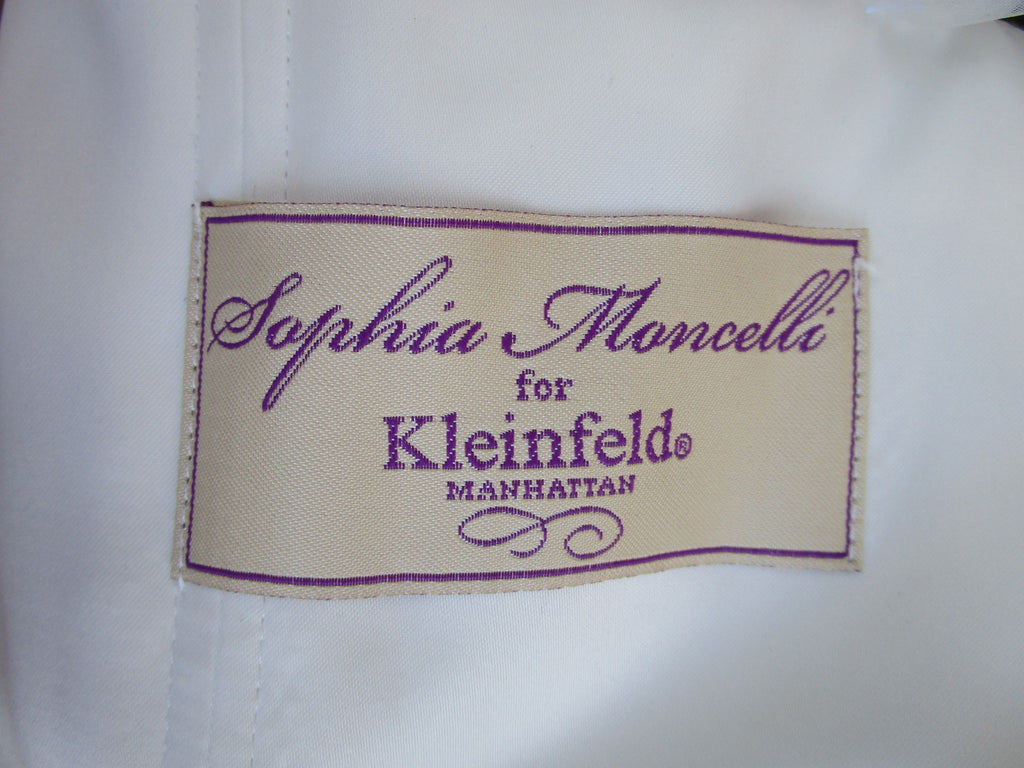 Sophia Moncelli
for
Kleinfeld®
MANHATTAN